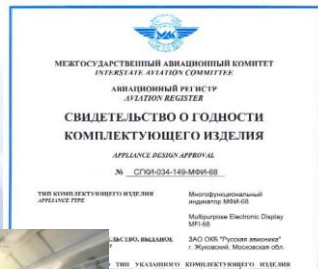 МЕЖГОСУДАРСТВЕННЫЙ АВИАЦИОННЫЙ КОМИТЕТ
INTERSTATE AVIATION COMMITTEE
АВИАЦИОННЫЙ РЕГИСТР
AVIATION REGISTER
СВИДЕТЕЛЬСТВО О ГОДНОСТИ
КОМПЛЕКТУЮЩЕГО ИЗДЕЛИЯ
APPLIANCE DESIGN APPROVAL
№ СГКИ-034-149-МФИ-68
ТИП КОМПЛЕКТУЮЩЕГО ИЗДЕЛИЯ Многофункциональный
APPLIANCE TYPE индикатор МФИ-68
Multipurpose Electronic Display
MFI-68
ВЫДАННОЕ ЗАО ОКБ "Русская авионика"
г. Жуковский, Московская обл.
ТИП УКАЗАННОГО КОМПЛЕКТУЮЩЕГО ИЗДЕЛИЯ